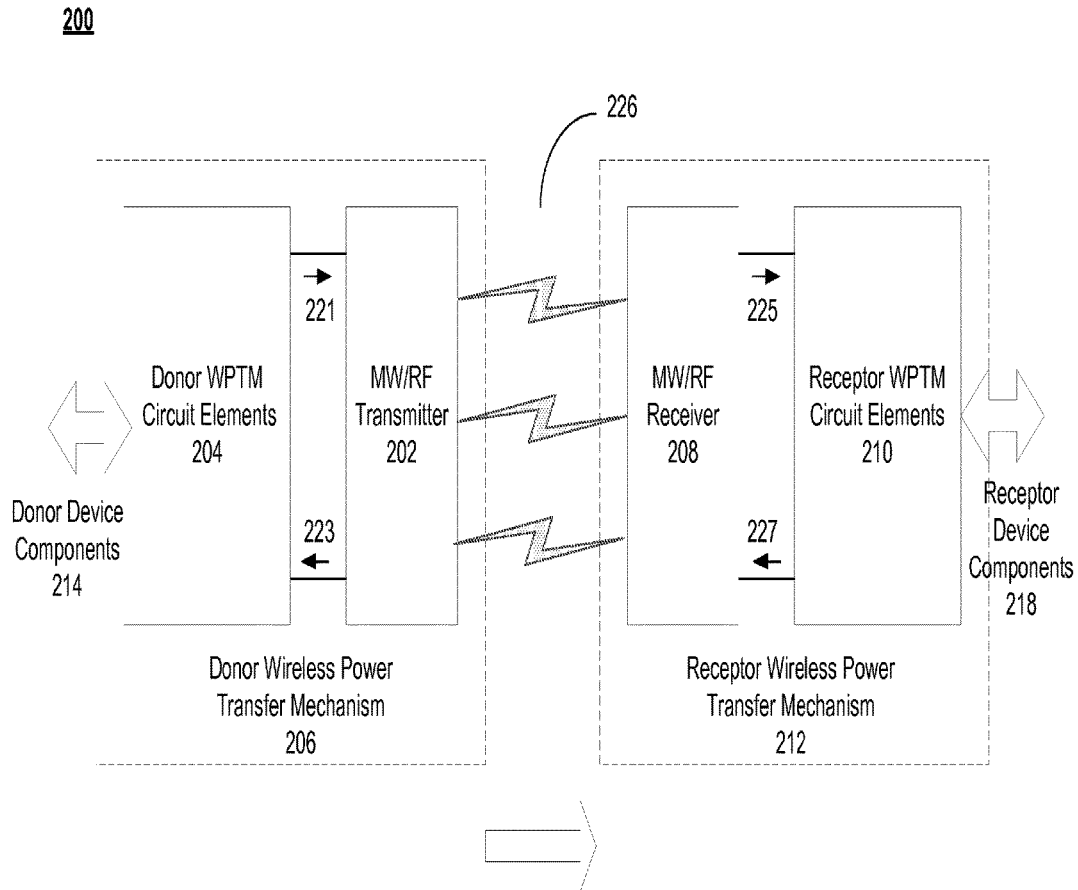 200
226
221
225
Donor WPTM
Circuit Elements
204
MW/RF
Transmitter
202
MW/RF
Receiver
208
Receptor WPTM
Circuit Elements
210
Donor Device
Components
214
223
227
Receptor
Device
Components
218
Donor Wireless Power
Transfer Mechanism
206
Receptor Wireless Power
Transfer Mechanism
212